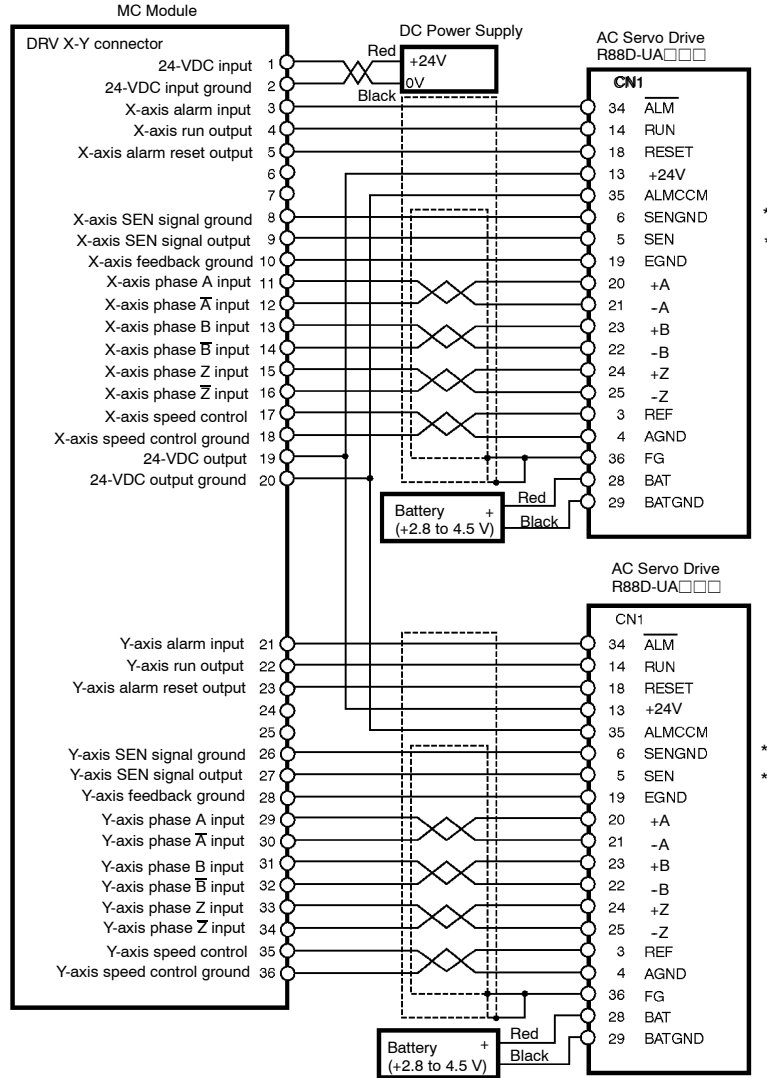 MC Module
DRV X-Y connector
DC Power Supply
AC Servo Drive
R88D-UA□□□
24-VDC input 1 Red +24V
24-VDC input ground 2 Black 0V
CN1
X-axis alarm input 3 34 A̅L̅M̅
X-axis run output 4 14 RUN
X-axis alarm reset output 5 18 RESET
6 13 +24V
7 35 ALMCCM
X-axis SEN signal ground 8 6 SENGND *
X-axis SEN signal output 9 5 SEN *
X-axis feedback ground 10 19 EGND
X-axis phase A input 11 20 +A
X-axis phase A̅ input 12 21 -A
X-axis phase B input 13 23 +B
X-axis phase B̅ input 14 22 -B
X-axis phase Z input 15 24 +Z
X-axis phase Z̅ input 16 25 -Z
X-axis speed control 17 3 REF
X-axis speed control ground 18 4 AGND
24-VDC output 19 36 FG
24-VDC output ground 20 Red 28 BAT
Battery + Black 29 BATGND
(+2.8 to 4.5 V)
AC Servo Drive
R88D-UA□□□
CN1
Y-axis alarm input 21 34 A̅L̅M̅
Y-axis run output 22 14 RUN
Y-axis alarm reset output 23 18 RESET
24 13 +24V
25 35 ALMCCM
Y-axis SEN signal ground 26 6 SENGND *
Y-axis SEN signal output 27 5 SEN *
Y-axis feedback ground 28 19 EGND
Y-axis phase A input 29 20 +A
Y-axis phase A̅ input 30 21 -A
Y-axis phase B input 31 23 +B
Y-axis phase B̅ input 32 22 -B
Y-axis phase Z input 33 24 +Z
Y-axis phase Z̅ input 34 25 -Z
Y-axis speed control 35 3 REF
Y-axis speed control ground 36 4 AGND
36 FG
Red 28 BAT
Battery + Black 29 BATGND
(+2.8 to 4.5 V)